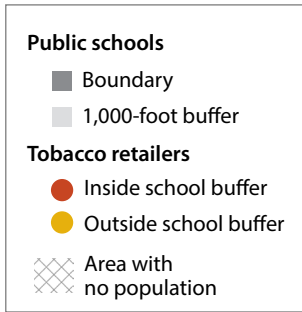 Public schools
Boundary
1,000-foot buffer
Tobacco retailers
Inside school buffer
Outside school buffer
Area with
no population